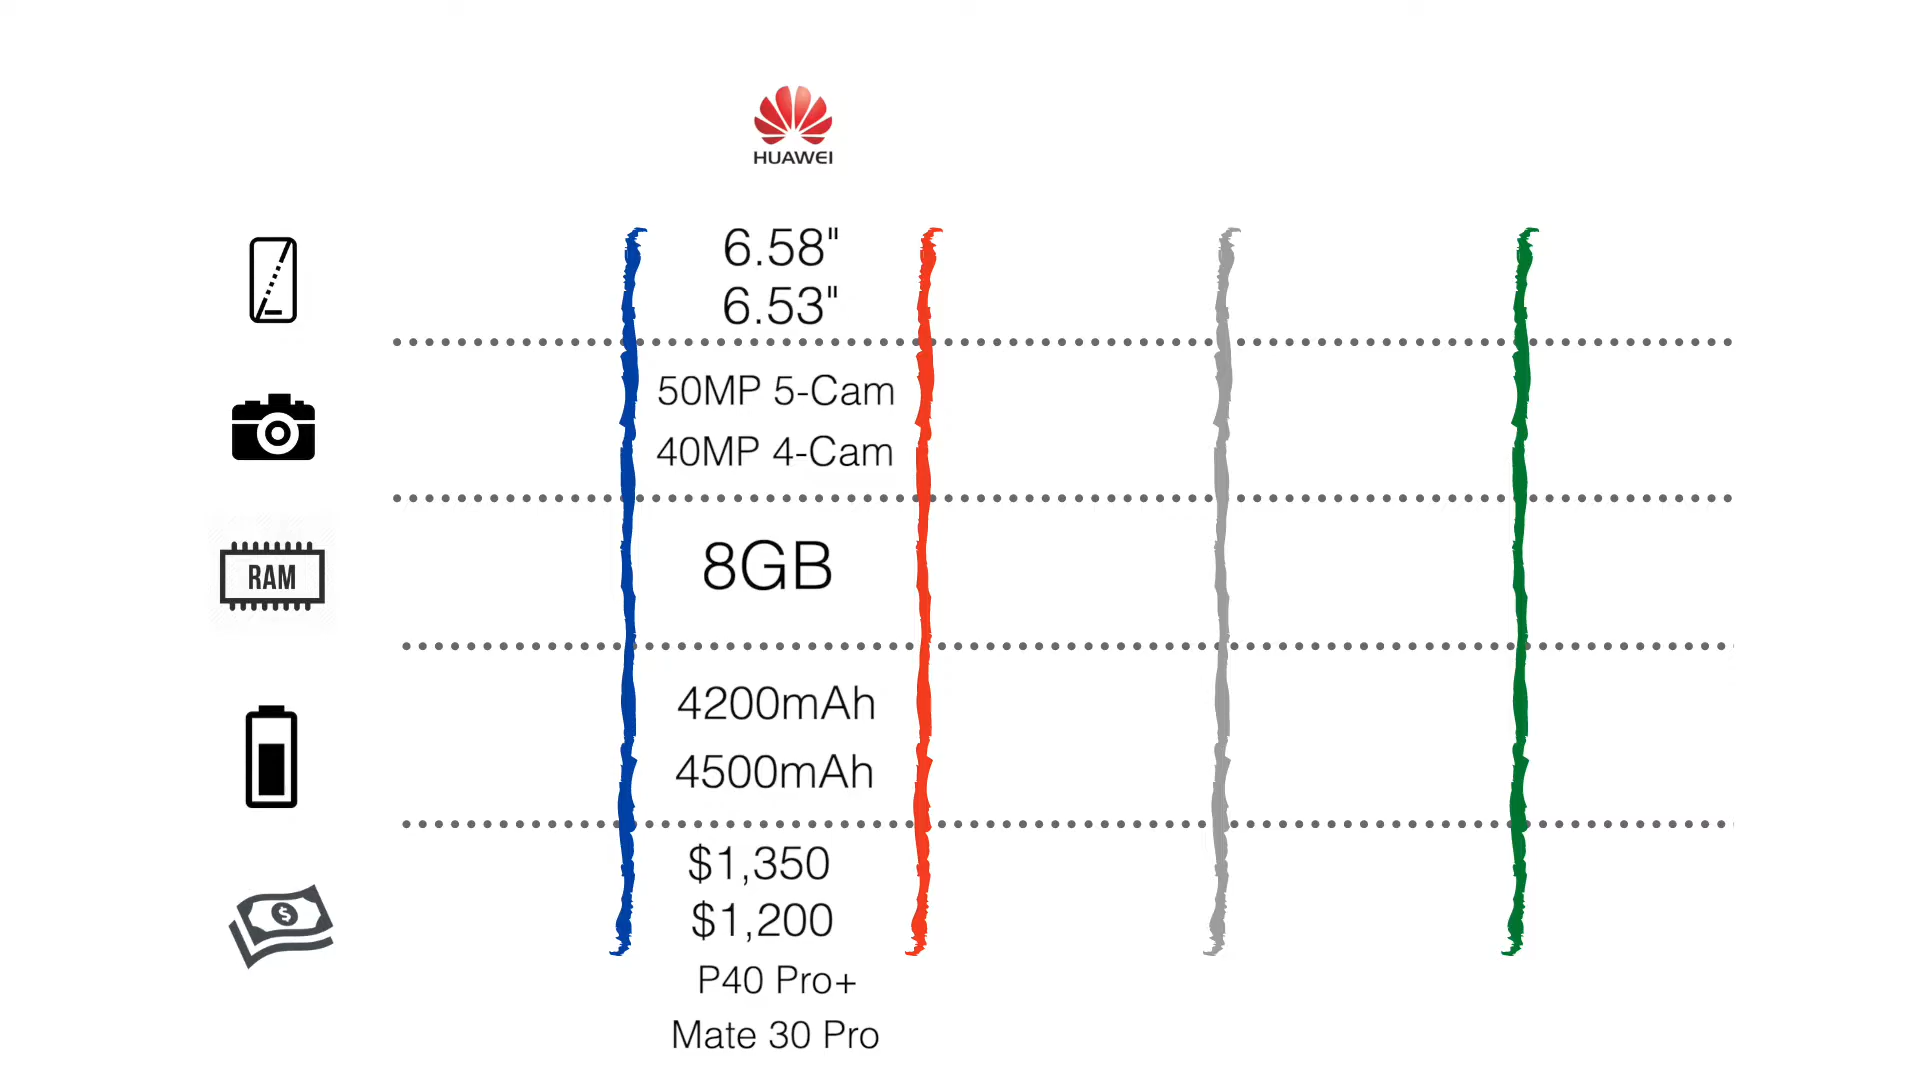 HUAWEI
6.58"
6.53"
50MP 5-Cam
40MP 4-Cam
RAM
8GB
4200mAh
4500mAh
$1,350
$
$1,200
P40 Pro+
Mate 30 Pro